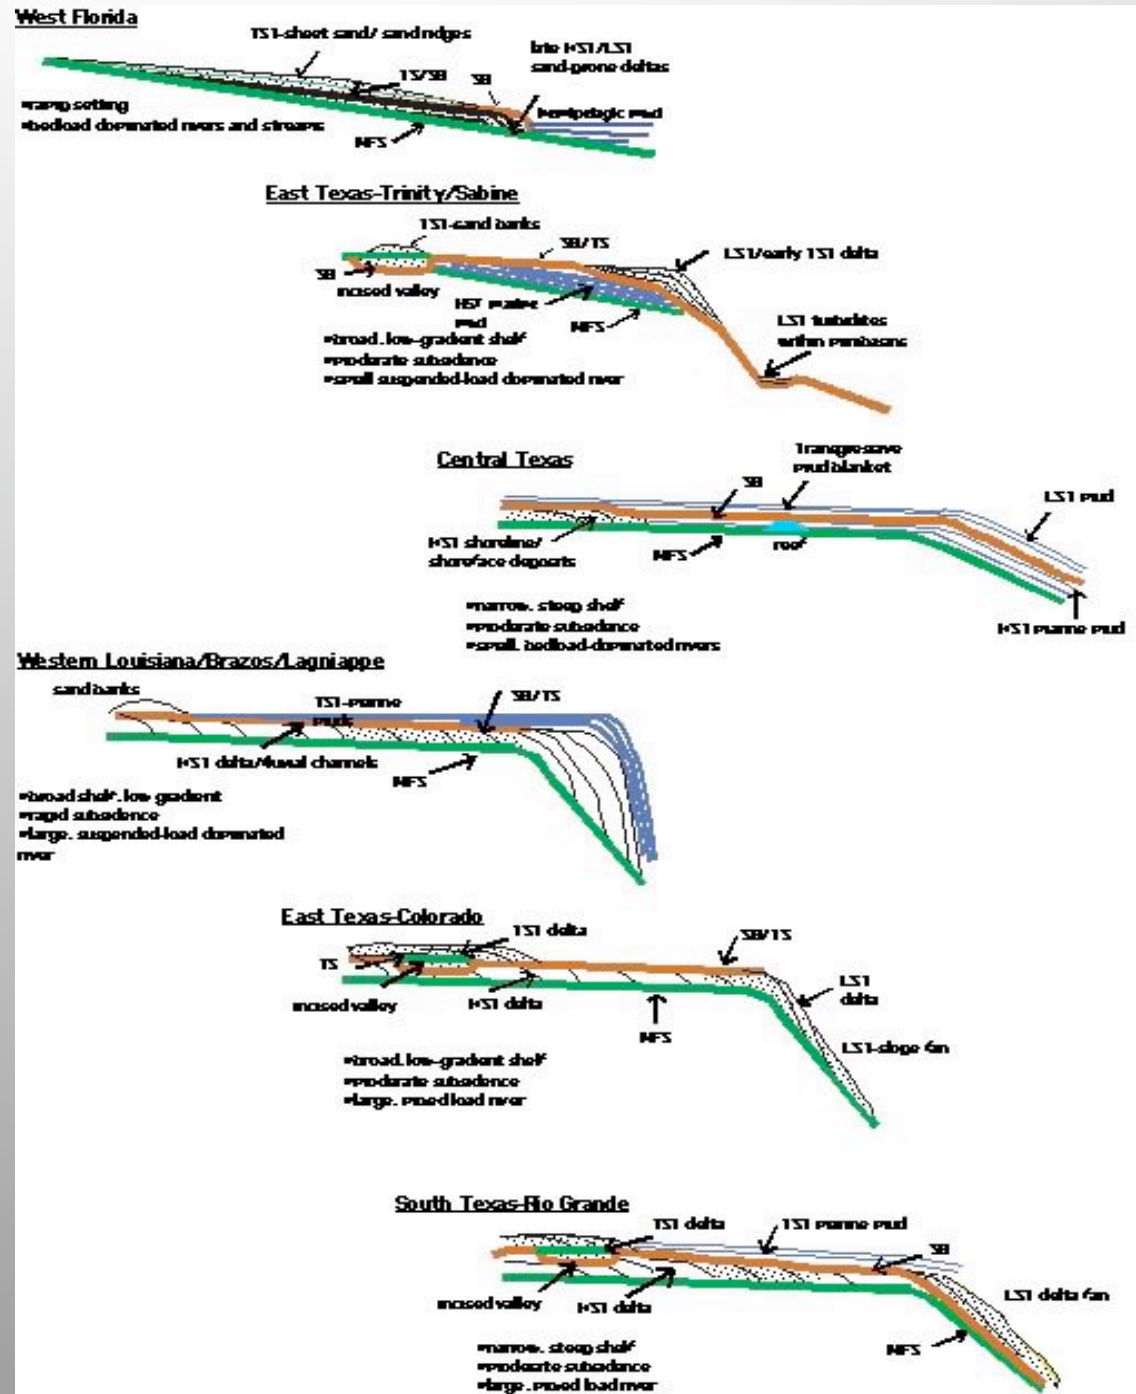 West Florida
TST-sheet sand/ sand ridges
late HST/LST
sand-prone deltas
TS/SB
SB
hemipelagic mud
•ramp setting
•bedload dominated rivers and streams
MFS
East Texas-Trinity/Sabine
TST-sand banks
SB/TS
LST/early TST delta
SB
incised valley
HST marine
mud
MFS
LST turbidites
within minibasins
•broad, low-gradient shelf
•moderate subsidence
•small suspended-load dominated river
Central Texas
Transgressive
mud blanket
SB
LST mud
HST shoreline/
shoreface deposits
MFS
reef
HST marine mud
•narrow, steep shelf
•moderate subsidence
•small, bedload-dominated rivers
Western Louisiana/Brazos/Lagniappe
sand banks
TST-marine
muds
SB/TS
HST delta/fluvial channels
MFS
•broad shelf, low gradient
•rapid subsidence
•large, suspended-load dominated
river
East Texas-Colorado
TST delta
SB/TS
TS
LST
delta
incised valley
HST delta
MFS
LST-slope fan
•broad, low-gradient shelf
•moderate subsidence
•large, mixed load river
South Texas-Rio Grande
TST delta
TST marine mud
SB
LST delta fan
incised valley
HST delta
MFS
•narrow, steep shelf
•moderate subsidence
•large, mixed load river